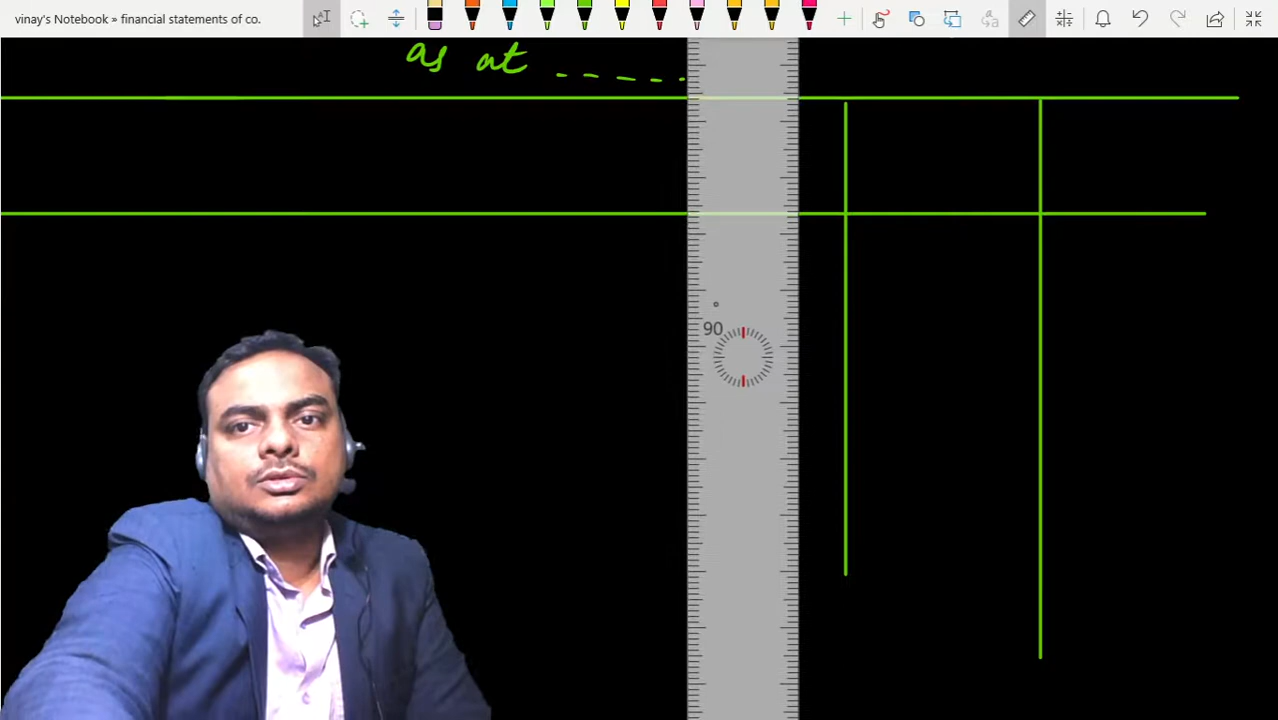 vinay's Notebook » financial statements of co.
as at -----
90